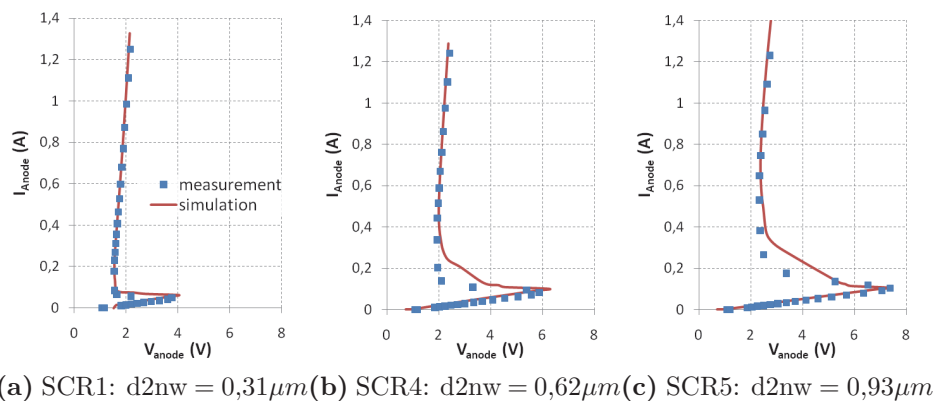 1,4
1,2
1
0,8
0,6
0,4
0,2
0
I_Anode (A)
measurement
simulation
0 2 4 6 8
V_anode (V)
(a) SCR1: d2nw = 0,31μm
1,4
1,2
1
0,8
0,6
0,4
0,2
0
I_Anode (A)
0 2 4 6 8
V_anode (V)
(b) SCR4: d2nw = 0,62μm
1,4
1,2
1
0,8
0,6
0,4
0,2
0
I_Anode (A)
0 2 4 6 8
V_anode (V)
(c) SCR5: d2nw = 0,93μm